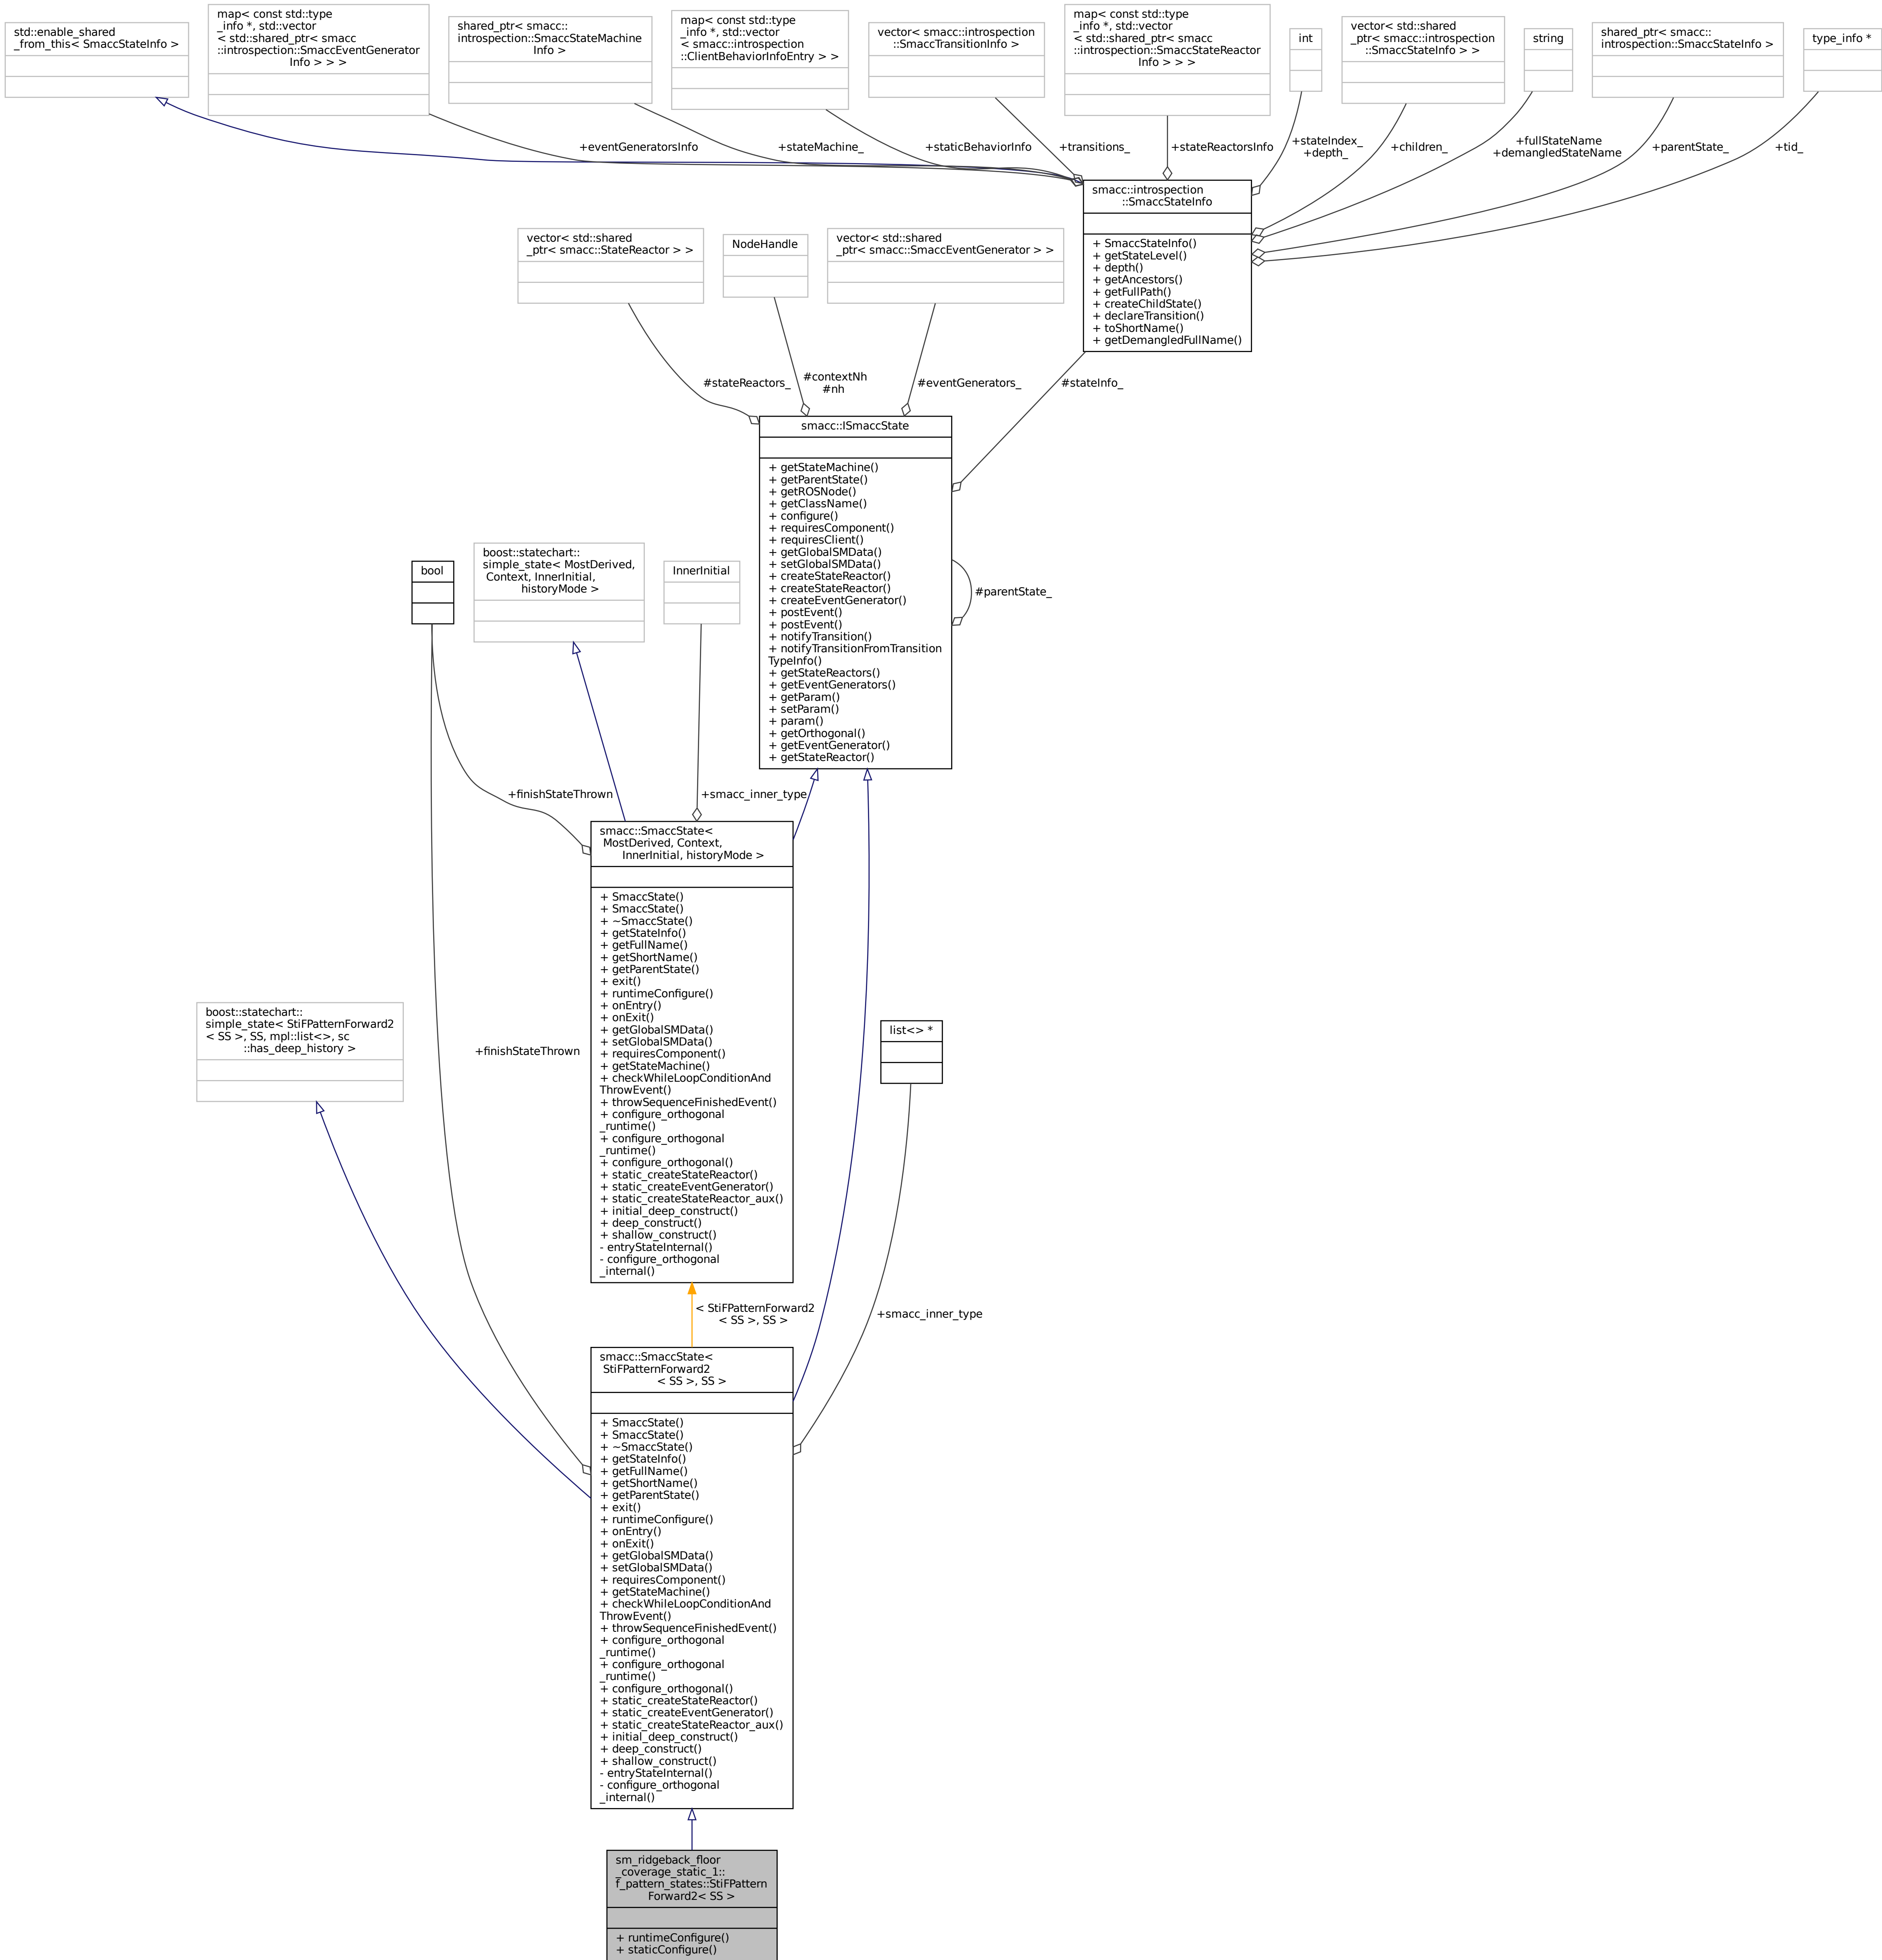 std::enable_shared
_from_this< SmaccStateInfo >
map< const std::type
_info *, std::vector
< std::shared_ptr< smacc
::introspection::SmaccEventGenerator
Info > > >
shared_ptr< smacc::
introspection::SmaccStateMachine
Info >
map< const std::type
_info *, std::vector
< smacc::introspection
::ClientBehaviorInfoEntry > >
vector< smacc::introspection
::SmaccTransitionInfo >
map< const std::type
_info *, std::vector
< std::shared_ptr< smacc
::introspection::SmaccStateReactor
Info > > >
int
vector< std::shared
_ptr< smacc::introspection
::SmaccStateInfo > >
string
shared_ptr< smacc::
introspection::SmaccStateInfo >
type_info *
+eventGeneratorsInfo
+stateMachine_
+staticBehaviorInfo
+transitions_
+stateReactorsInfo
+stateIndex_
+depth_
+children_
+fullStateName
+demangledStateName
+parentState_
+tid_
smacc::introspection
::SmaccStateInfo
+ SmaccStateInfo()
+ getStateLevel()
+ depth()
+ getAncestors()
+ getFullPath()
+ createChildState()
+ declareTransition()
+ toShortName()
+ getDemangledFullName()
vector< std::shared
_ptr< smacc::StateReactor > >
NodeHandle
vector< std::shared
_ptr< smacc::SmaccEventGenerator > >
#stateReactors_
#contextNh
#nh
#eventGenerators_
#stateInfo_
smacc::ISmaccState
+ getStateMachine()
+ getParentState()
+ getROSNode()
+ getClassName()
+ configure()
+ requiresComponent()
+ requiresClient()
+ getGlobalSMData()
+ setGlobalSMData()
+ createStateReactor()
+ createStateReactor()
+ createEventGenerator()
+ postEvent()
+ postEvent()
+ notifyTransition()
+ notifyTransitionFromTransition
TypeInfo()
+ getStateReactors()
+ getEventGenerators()
+ getParam()
+ setParam()
+ param()
+ getOrthogonal()
+ getEventGenerator()
+ getStateReactor()
#parentState_
bool
boost::statechart::
simple_state< MostDerived,
Context, InnerInitial,
historyMode >
InnerInitial
+finishStateThrown
+smacc_inner_type
smacc::SmaccState<
MostDerived, Context,
InnerInitial, historyMode >
+ SmaccState()
+ SmaccState()
+ ~SmaccState()
+ getStateInfo()
+ getFullName()
+ getShortName()
+ getParentState()
+ exit()
+ runtimeConfigure()
+ onEntry()
+ onExit()
+ getGlobalSMData()
+ setGlobalSMData()
+ requiresComponent()
+ getStateMachine()
+ checkWhileLoopConditionAnd
ThrowEvent()
+ throwSequenceFinishedEvent()
+ configure_orthogonal
_runtime()
+ configure_orthogonal
_runtime()
+ configure_orthogonal()
+ static_createStateReactor()
+ static_createEventGenerator()
+ static_createStateReactor_aux()
+ initial_deep_construct()
+ deep_construct()
+ shallow_construct()
- entryStateInternal()
- configure_orthogonal
_internal()
boost::statechart::
simple_state< StiFPatternForward2
< SS >, SS, mpl::list<>, sc
::has_deep_history >
+finishStateThrown
list<> *
< StiFPatternForward2
< SS >, SS >
+smacc_inner_type
smacc::SmaccState<
StiFPatternForward2
< SS >, SS >
+ SmaccState()
+ SmaccState()
+ ~SmaccState()
+ getStateInfo()
+ getFullName()
+ getShortName()
+ getParentState()
+ exit()
+ runtimeConfigure()
+ onEntry()
+ onExit()
+ getGlobalSMData()
+ setGlobalSMData()
+ requiresComponent()
+ getStateMachine()
+ checkWhileLoopConditionAnd
ThrowEvent()
+ throwSequenceFinishedEvent()
+ configure_orthogonal
_runtime()
+ configure_orthogonal
_runtime()
+ configure_orthogonal()
+ static_createStateReactor()
+ static_createEventGenerator()
+ static_createStateReactor_aux()
+ initial_deep_construct()
+ deep_construct()
+ shallow_construct()
- entryStateInternal()
- configure_orthogonal
_internal()
sm_ridgeback_floor
_coverage_static_1::
f_pattern_states::StiFPattern
Forward2< SS >
+ runtimeConfigure()
+ staticConfigure()